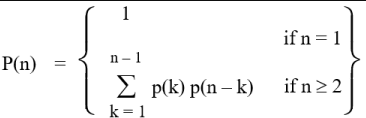 1
if n = 1
n – 1
P(n) = { ∑ p(k) p(n – k) if n ≥ 2 }
k = 1